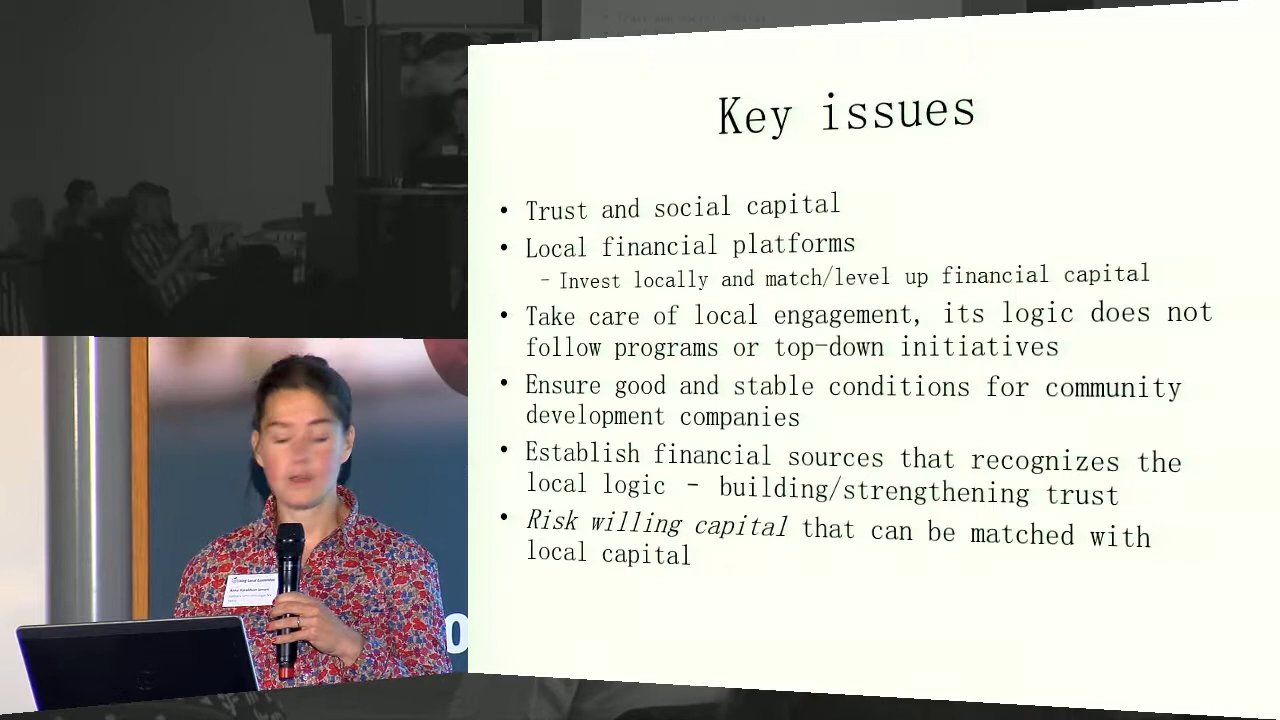 Key issues
• Trust and social capital
• Local financial platforms
– Invest locally and match/level up financial capital
• Take care of local engagement, its logic does not
follow programs or top-down initiatives
• Ensure good and stable conditions for community
development companies
• Establish financial sources that recognizes the
local logic – building/strengthening trust
• Risk willing capital that can be matched with
local capital